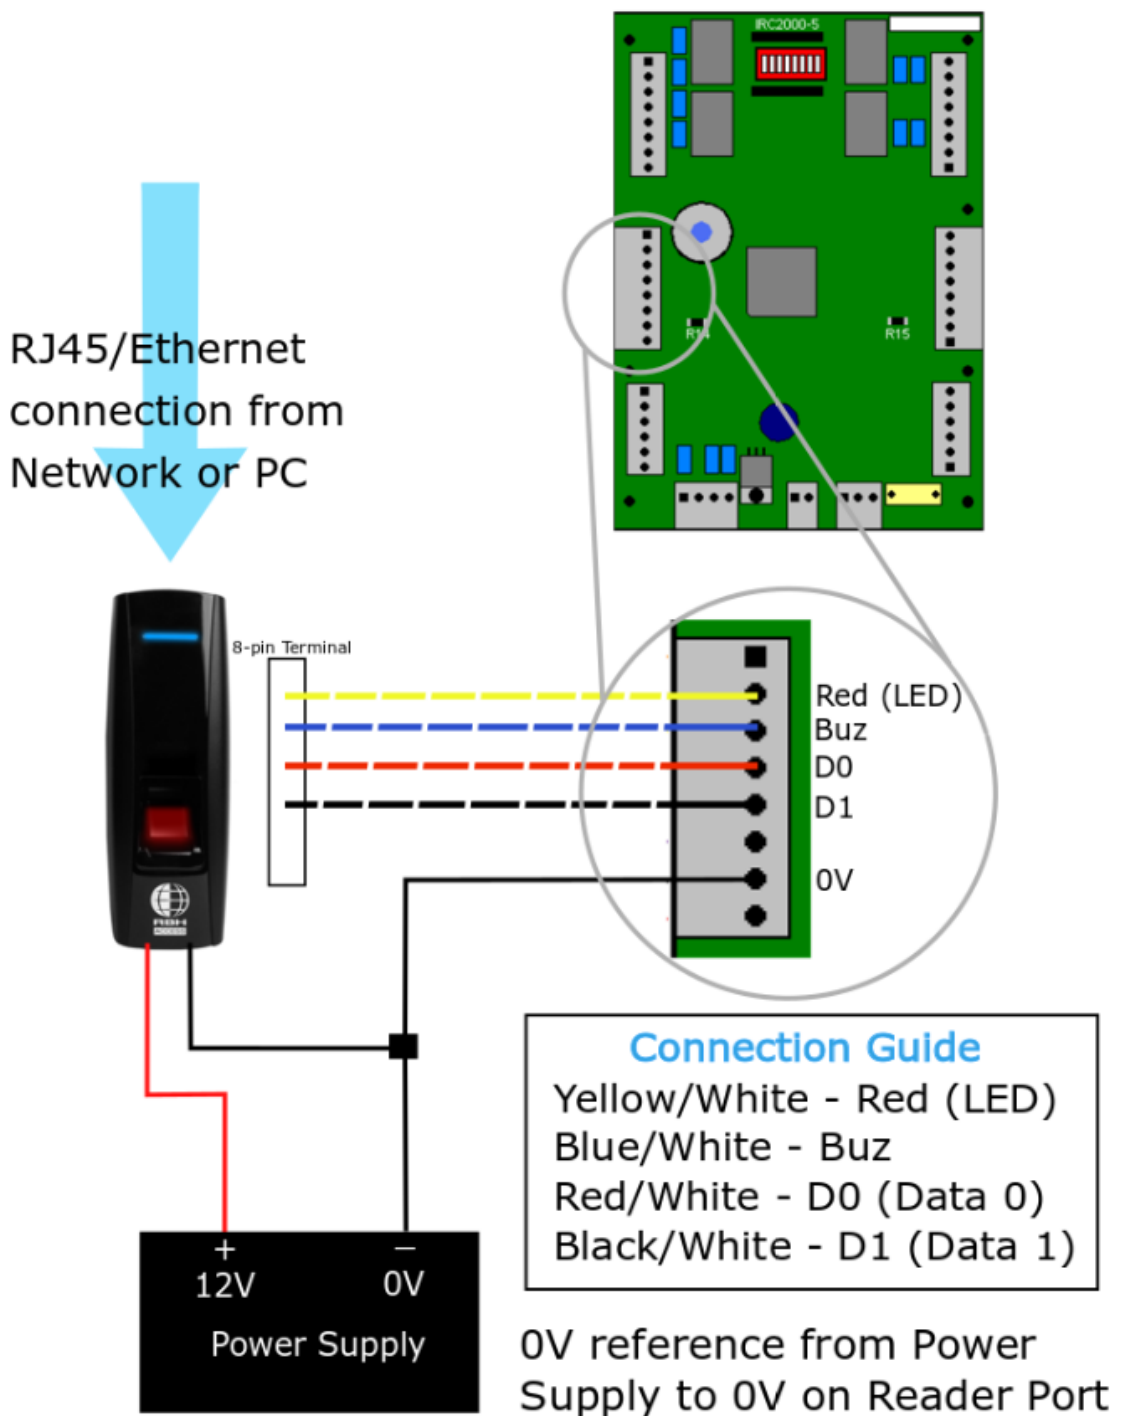 IRC2000-5
R14
R15
RJ45/Ethernet
connection from
Network or PC
8-pin Terminal
RBH
ACCESS
Red (LED)
Buz
D0
D1
0V
Connection Guide
Yellow/White - Red (LED)
Blue/White - Buz
Red/White - D0 (Data 0)
Black/White - D1 (Data 1)
+ −
12V 0V
Power Supply
0V reference from Power
Supply to 0V on Reader Port